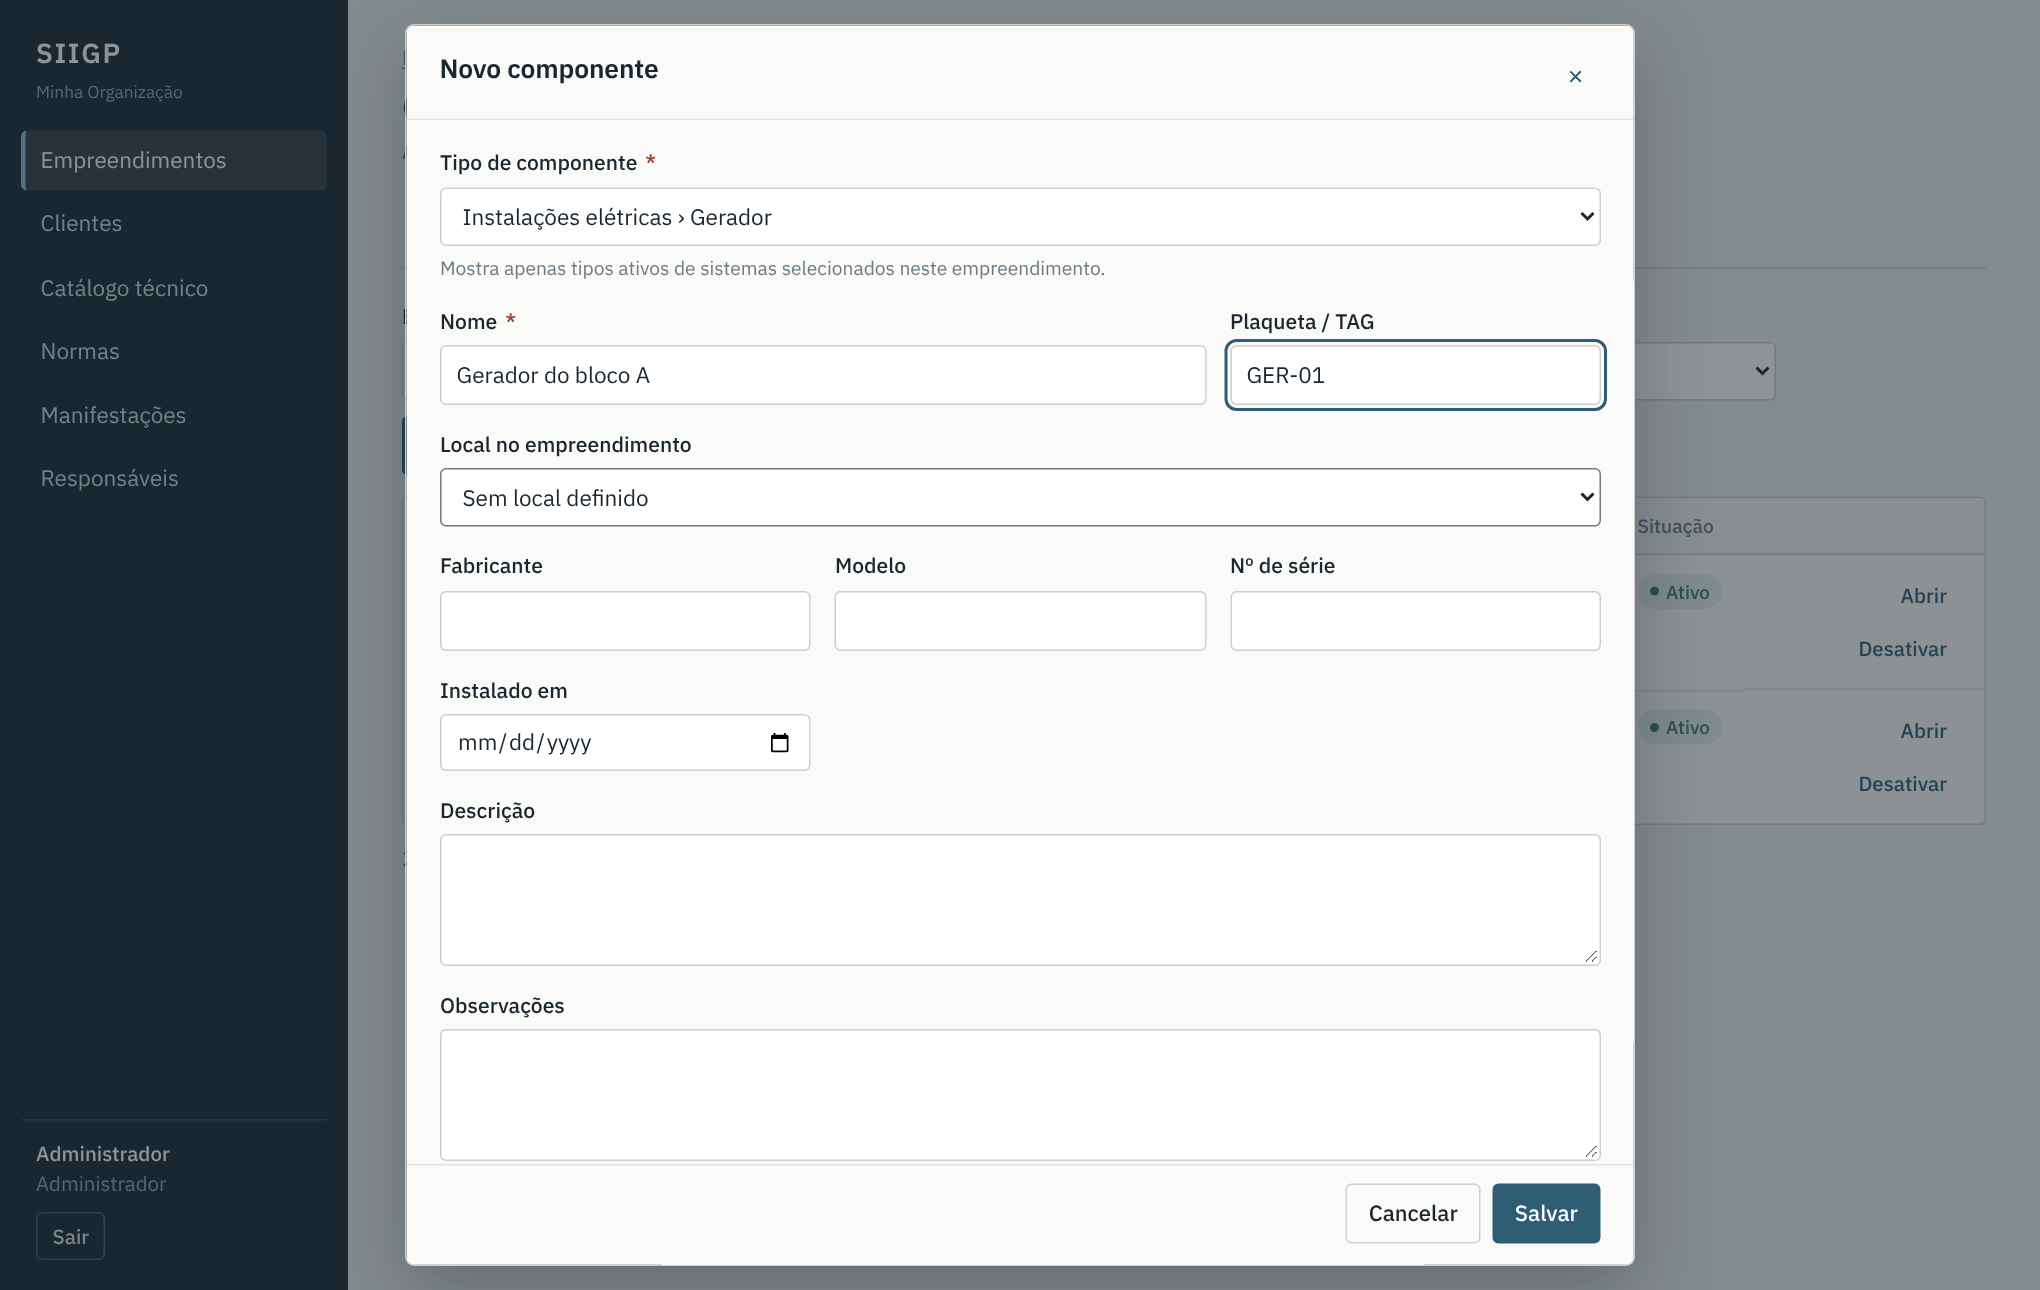 SIIGP
Minha Organização
Empreendimentos
Clientes
Catálogo técnico
Normas
Manifestações
Responsáveis
Administrador
Administrador
Sair
Novo componente
×
Tipo de componente *
Instalações elétricas › Gerador
Mostra apenas tipos ativos de sistemas selecionados neste empreendimento.
Nome *
Plaqueta / TAG
Gerador do bloco A
GER-01
Local no empreendimento
Sem local definido
Fabricante
Modelo
Nº de série
Instalado em
mm/dd/yyyy
Descrição
Observações
Cancelar
Salvar
Situação
Ativo
Abrir
Desativar
Ativo
Abrir
Desativar